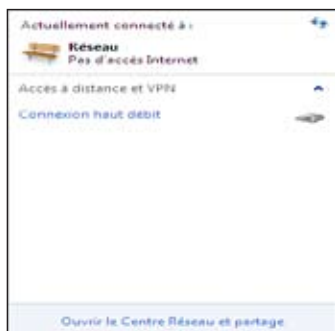 Actuellement connecté à :
Réseau
Pas d'accès Internet
Accès à distance et VPN
Connexion haut débit
Ouvrir le Centre Réseau et partage